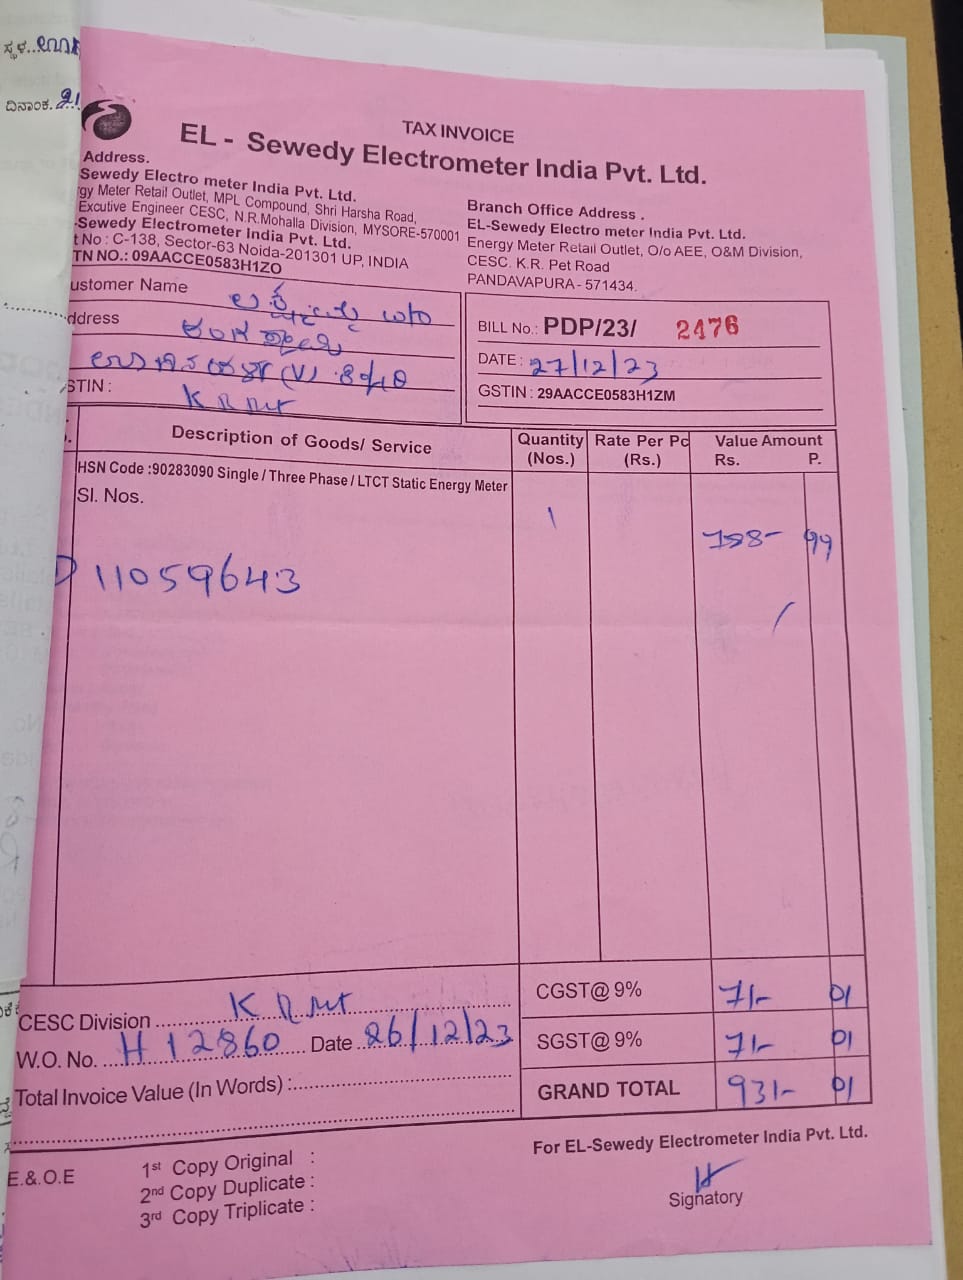 ಸ್ಥಳ..
ದಿನಾಂಕ. 21
TAX INVOICE
EL - Sewedy Electrometer India Pvt. Ltd.
Address.
Sewedy Electro meter India Pvt. Ltd.
gy Meter Retail Outlet, MPL Compound, Shri Harsha Road,
Excutive Engineer CESC, N.R.Mohalla Division, MYSORE-570001
-Sewedy Electrometer India Pvt. Ltd.
t No : C-138, Sector-63 Noida-201301 UP, INDIA
TN NO.: 09AACCE0583H1ZO
Branch Office Address .
EL-Sewedy Electro meter India Pvt. Ltd.
Energy Meter Retail Outlet, O/o AEE, O&M Division,
CESC. K.R. Pet Road
PANDAVAPURA - 571434.
ustomer Name
ddress
STIN :
K R Pet
BILL No.: PDP/23/ 2476
DATE : 27/12/23
GSTIN : 29AACCE0583H1ZM
Description of Goods/ Service Quantity (Nos.) Rate Per Pc (Rs.) Value Amount Rs. P.
HSN Code :90283090 Single / Three Phase / LTCT Static Energy Meter
Sl. Nos.
1 99
11059643
CESC Division K R Pet
W.O. No. H 12860 Date 26/12/23
Total Invoice Value (In Words) :
CGST@ 9% 71- 01
SGST@ 9% 71- 01
GRAND TOTAL 931- 01
For EL-Sewedy Electrometer India Pvt. Ltd.
Signatory
E.&.O.E
1st Copy Original :
2nd Copy Duplicate :
3rd Copy Triplicate :